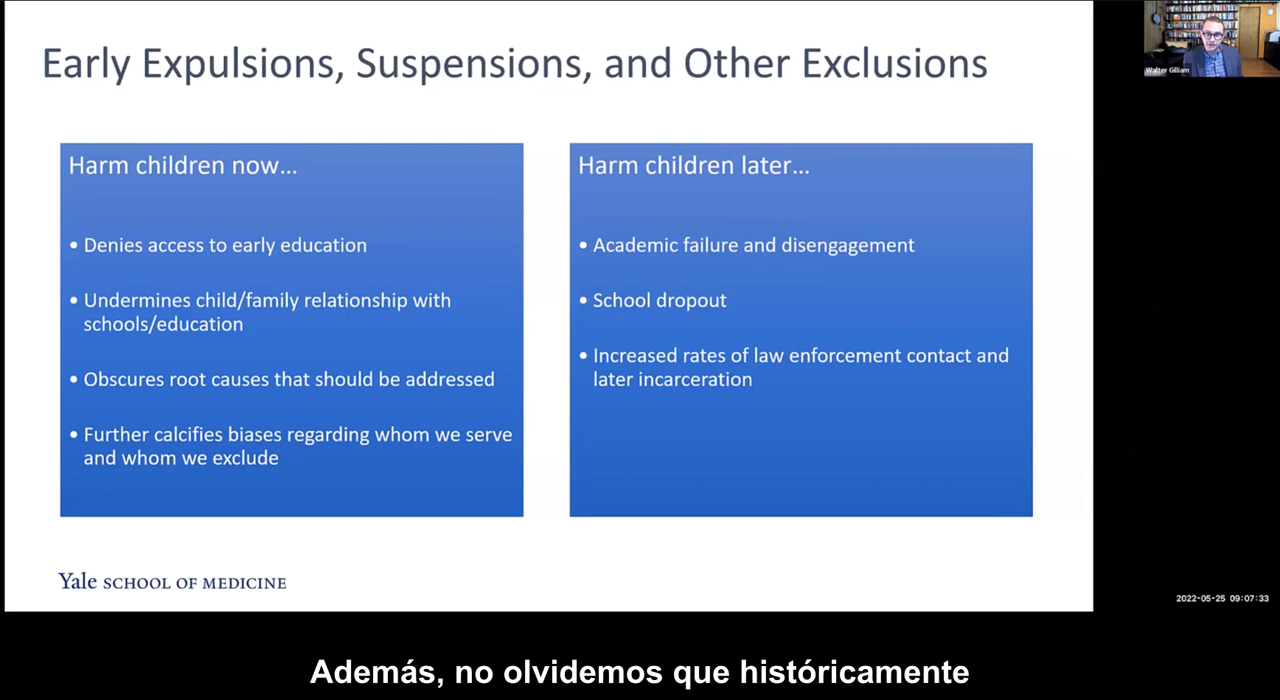 Early Expulsions, Suspensions, and Other Exclusions
Walter Gilliam
Harm children now...
• Denies access to early education
• Undermines child/family relationship with
schools/education
• Obscures root causes that should be addressed
• Further calcifies biases regarding whom we serve
and whom we exclude
Harm children later...
• Academic failure and disengagement
• School dropout
• Increased rates of law enforcement contact and
later incarceration
Yale SCHOOL OF MEDICINE
2022-05-25 09:07:33
Además, no olvidemos que históricamente